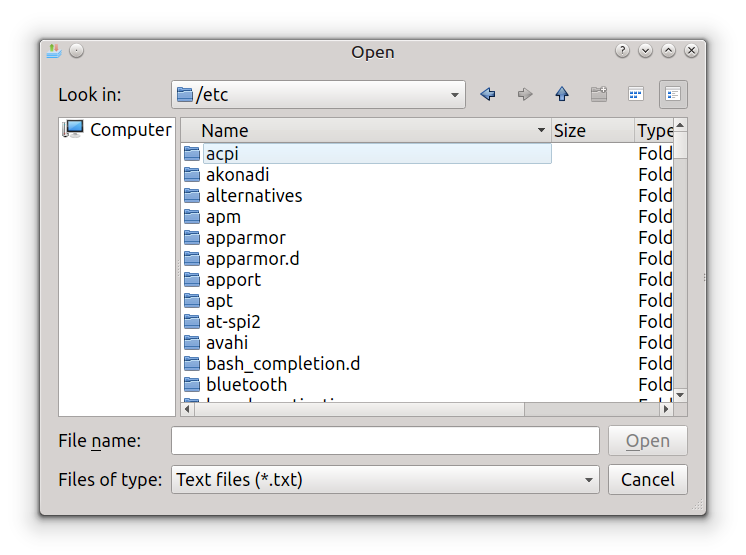 Open
Look in: /etc
Computer
Name Size Type
acpi Fold
akonadi Fold
alternatives Fold
apm Fold
apparmor Fold
apparmor.d Fold
apport Fold
apt Fold
at-spi2 Fold
avahi Fold
bash_completion.d Fold
bluetooth Fold
File name: Open
Files of type: Text files (*.txt) Cancel